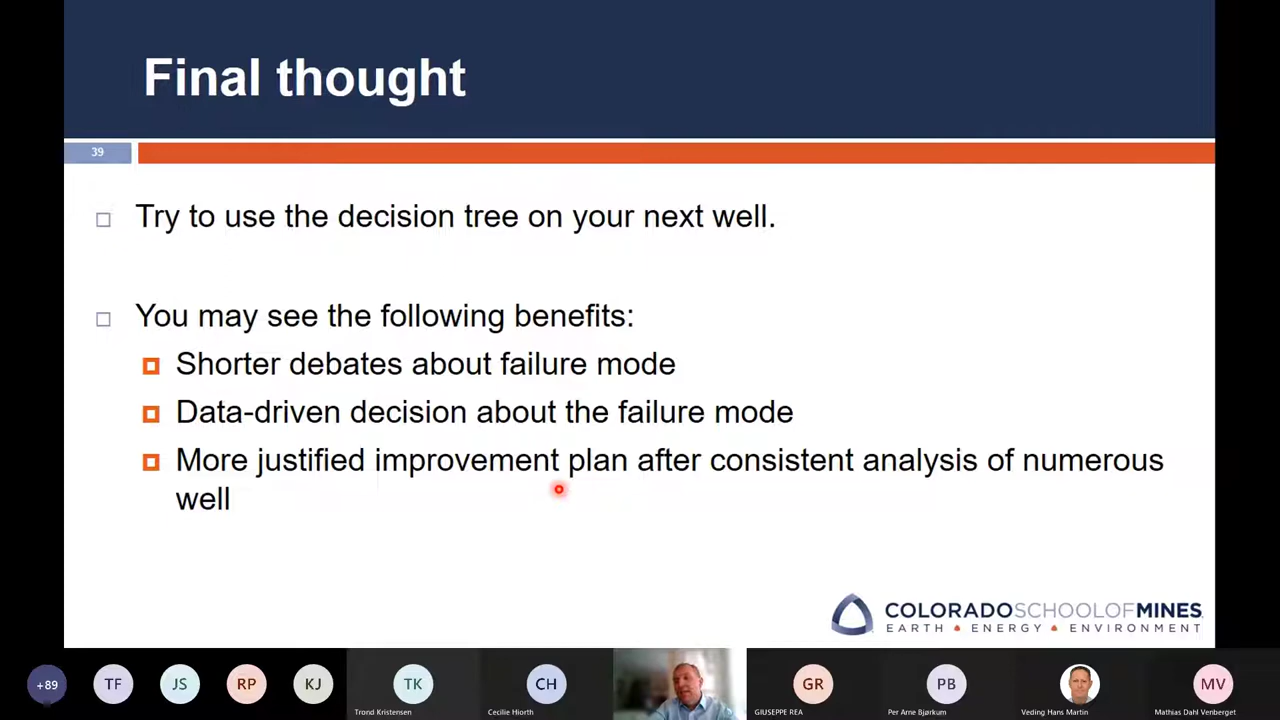 Final thought
39
Try to use the decision tree on your next well.
You may see the following benefits:
Shorter debates about failure mode
Data-driven decision about the failure mode
More justified improvement plan after consistent analysis of numerous
well
COLORADOSCHOOLOFMINES
EARTH • ENERGY • ENVIRONMENT
+89
TF
JS
RP
KJ
TK
Trond Kristensen
CH
Cecilie Hiorth
GR
GIUSEPPE REA
PB
Per Arne Bjørkum
Veding Hans Martin
MV
Mathias Dahl Venberget